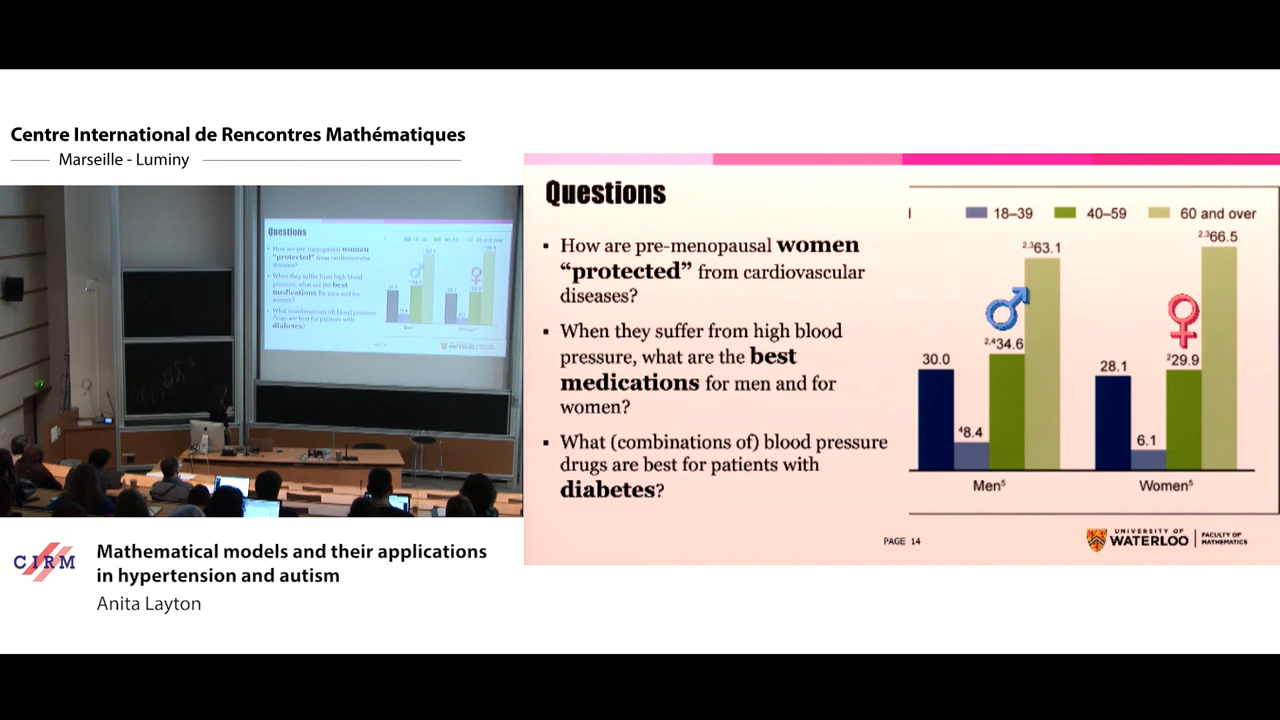 Centre International de Rencontres Mathématiques
Marseille - Luminy
Questions
▪ How are pre-menopausal women
“protected” from cardiovascular
diseases?
▪ When they suffer from high blood
pressure, what are the best
medications for men and for
women?
▪ What (combinations of) blood pressure
drugs are best for patients with
diabetes?
18–39 40–59 60 and over
30.0
⁴8.4
²,⁴34.6
²,³63.1
28.1
6.1
²29.9
²,³66.5
Men⁵ Women⁵
PAGE 14
UNIVERSITY OF
WATERLOO
FACULTY OF
MATHEMATICS
CIRM
Mathematical models and their applications
in hypertension and autism
Anita Layton